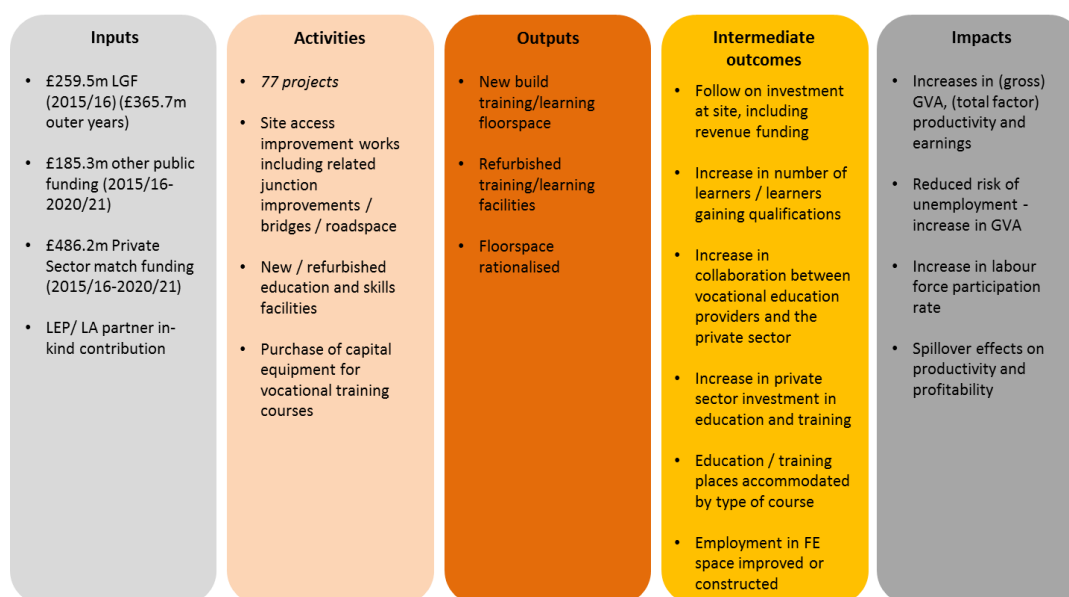 Inputs
• £259.5m LGF
(2015/16) (£365.7m
outer years)
• £185.3m other public
funding (2015/16-
2020/21)
• £486.2m Private
Sector match funding
(2015/16-2020/21)
• LEP/ LA partner in-
kind contribution
Activities
• 77 projects
• Site access
improvement works
including related
junction
improvements /
bridges / roadspace
• New / refurbished
education and skills
facilities
• Purchase of capital
equipment for
vocational training
courses
Outputs
• New build
training/learning
floorspace
• Refurbished
training/learning
facilities
• Floorspace
rationalised
Intermediate
outcomes
• Follow on investment
at site, including
revenue funding
• Increase in number of
learners / learners
gaining qualifications
• Increase in
collaboration between
vocational education
providers and the
private sector
• Increase in private
sector investment in
education and training
• Education / training
places accommodated
by type of course
• Employment in FE
space improved or
constructed
Impacts
• Increases in (gross)
GVA, (total factor)
productivity and
earnings
• Reduced risk of
unemployment -
increase in GVA
• Increase in labour
force participation
rate
• Spillover effects on
productivity and
profitability